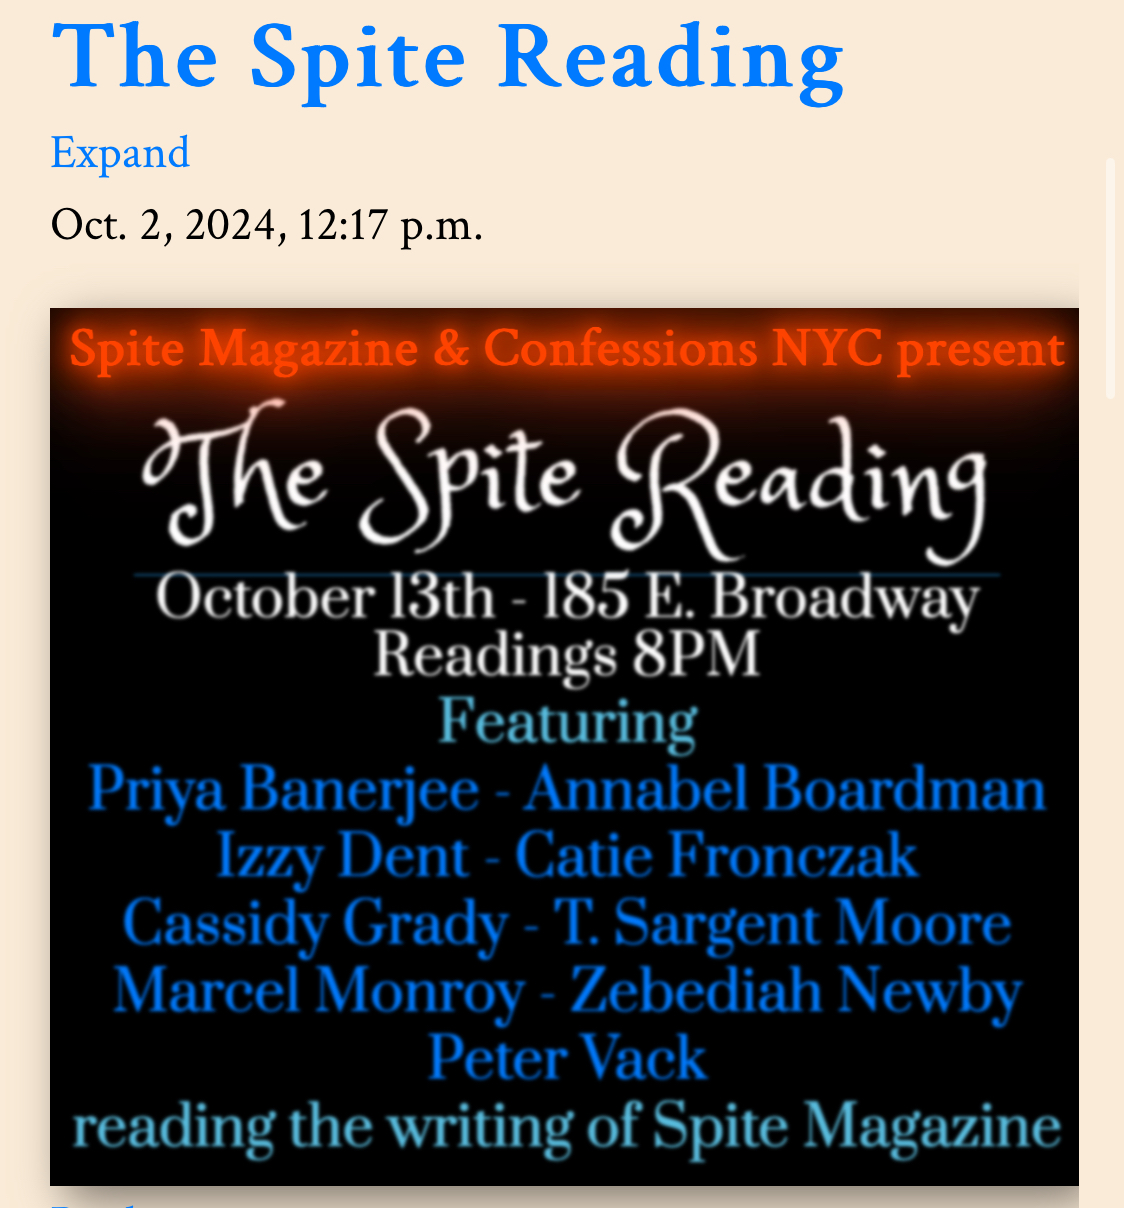 The Spite Reading
Expand
Oct. 2, 2024, 12:17 p.m.
Spite Magazine & Confessions NYC present
The Spite Reading
October 13th - 185 E. Broadway
Readings 8PM
Featuring
Priya Banerjee - Annabel Boardman
Izzy Dent - Catie Fronczak
Cassidy Grady - T. Sargent Moore
Marcel Monroy - Zebediah Newby
Peter Vack
reading the writing of Spite Magazine